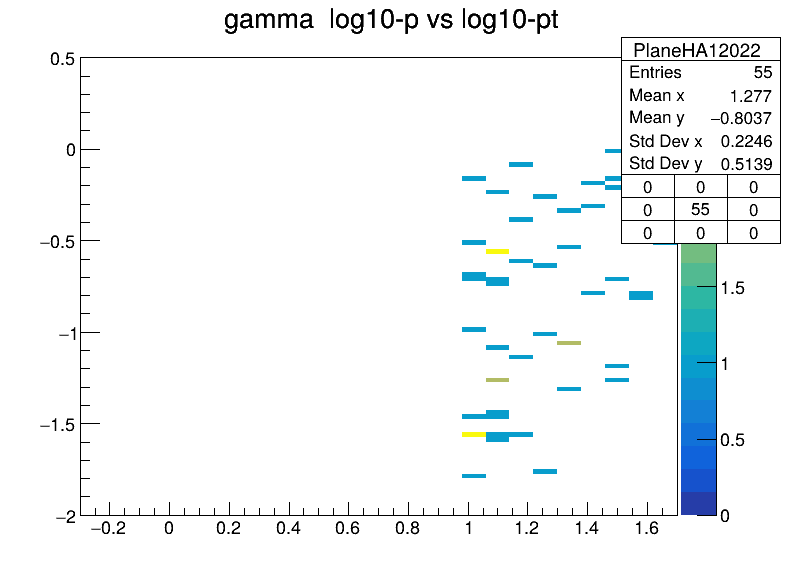 gamma  log10-p vs log10-pt
PlaneHA12022
Entries 55
Mean x 1.277
Mean y −0.8037
Std Dev x 0.2246
Std Dev y 0.5139
0 0 0
0 55 0
0 0 0
0.5
0
−0.5
−1
−1.5
−2
−0.2 0 0.2 0.4 0.6 0.8 1 1.2 1.4 1.6
1.5
1
0.5
0